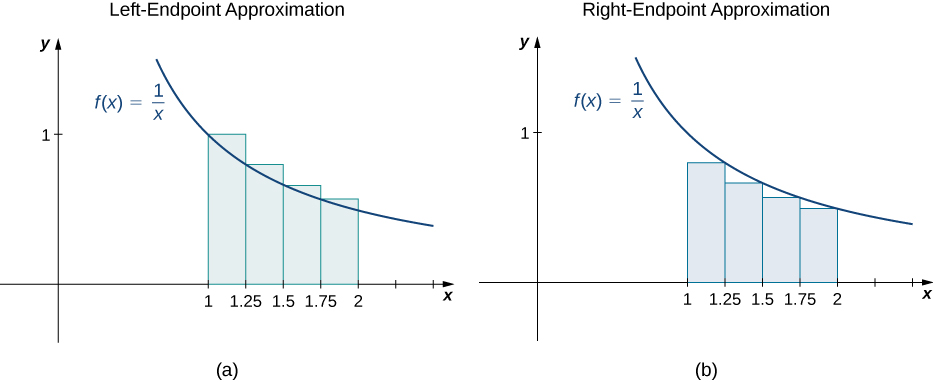 Left-Endpoint Approximation
y
f(x) = 1/x
1
1 1.25 1.5 1.75 2
x
(a)
Right-Endpoint Approximation
y
f(x) = 1/x
1
1 1.25 1.5 1.75 2
x
(b)